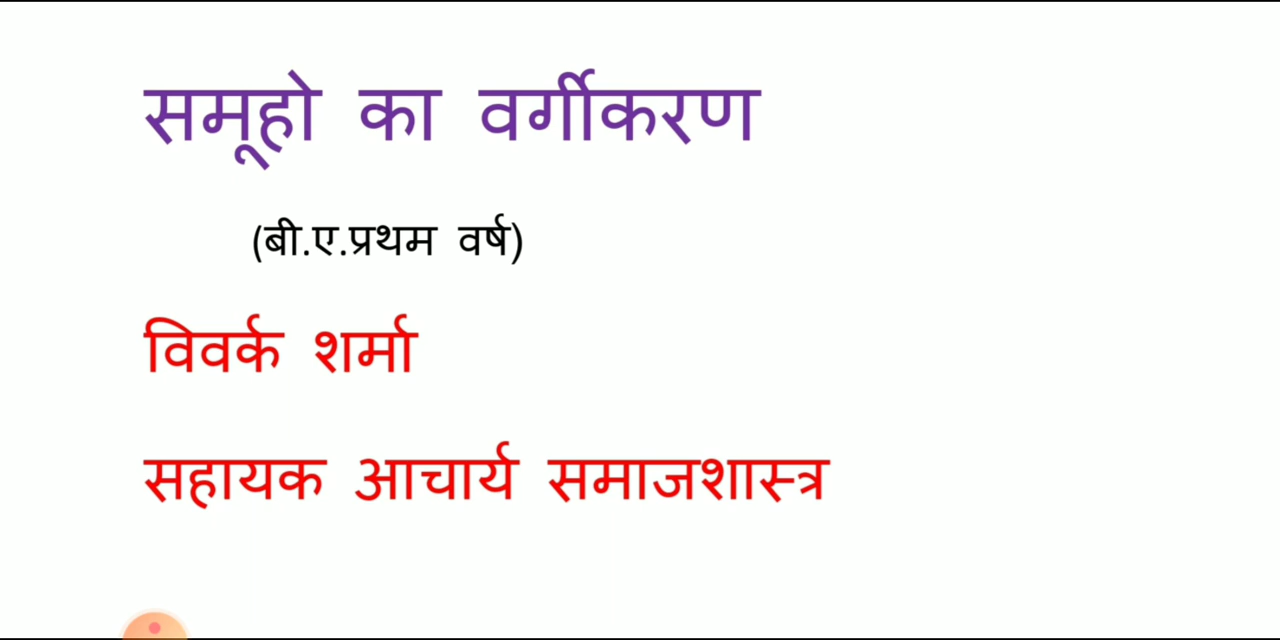 समूहो का वर्गीकरण
(बी.ए.प्रथम वर्ष)
विवर्क शर्मा
सहायक आचार्य समाजशास्त्र